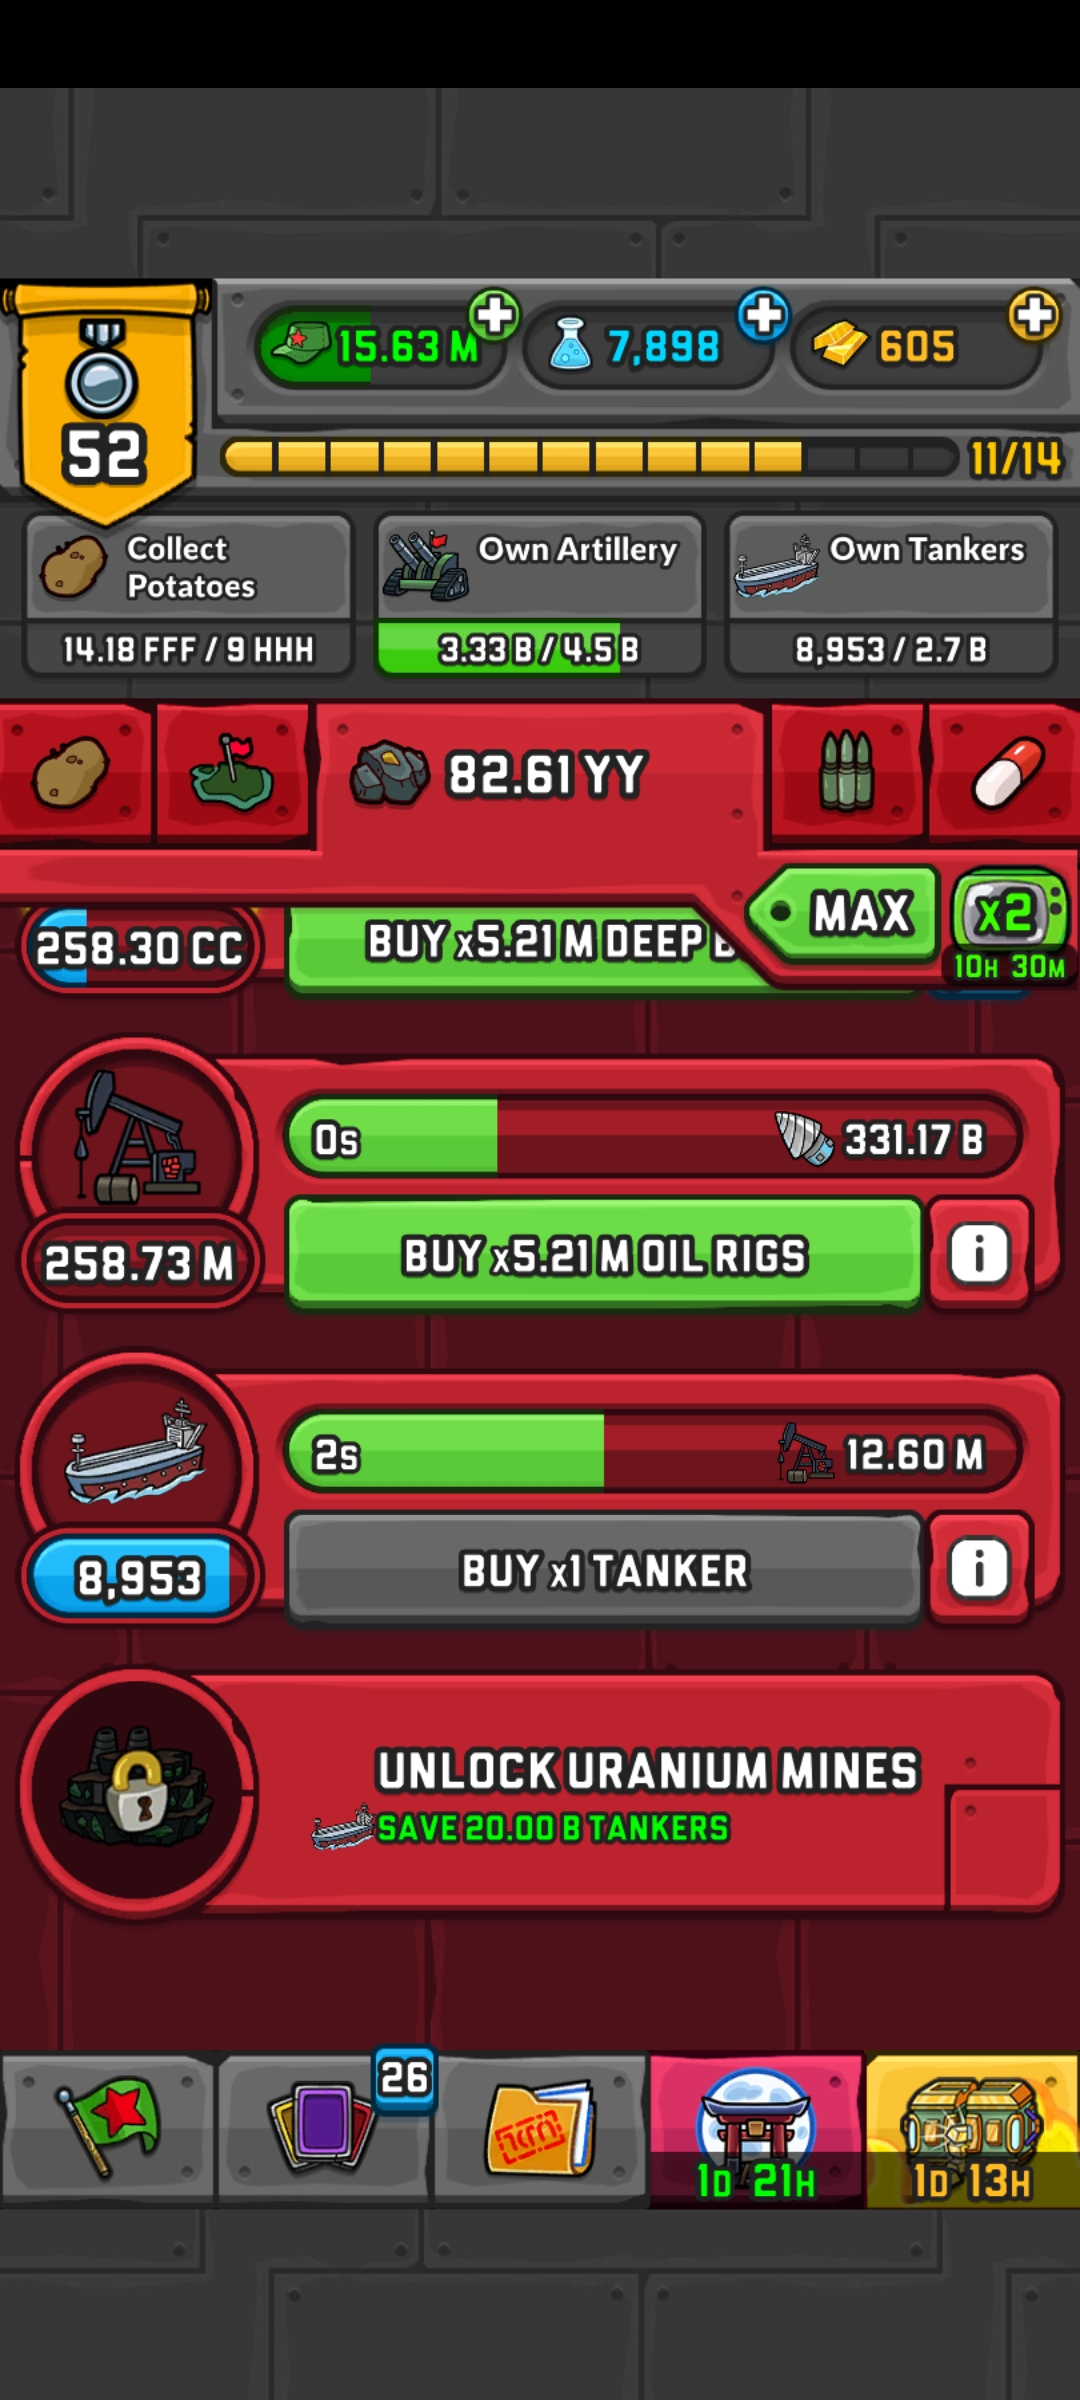 15.63 M
7,898
605
52
11/14
Collect
Potatoes
Own Artillery
Own Tankers
14.18 FFF / 9 HHH
3.33 B / 4.5 B
8,953 / 2.7 B
82.61 YY
MAX
x2
10H 30M
258.30 CC
BUY x5.21 M DEEP
0s
331.17 B
258.73 M
BUY x5.21 M OIL RIGS
i
2s
12.60 M
8,953
BUY x1 TANKER
i
UNLOCK URANIUM MINES
SAVE 20.00 B TANKERS
26
1D 21H
1D 13H